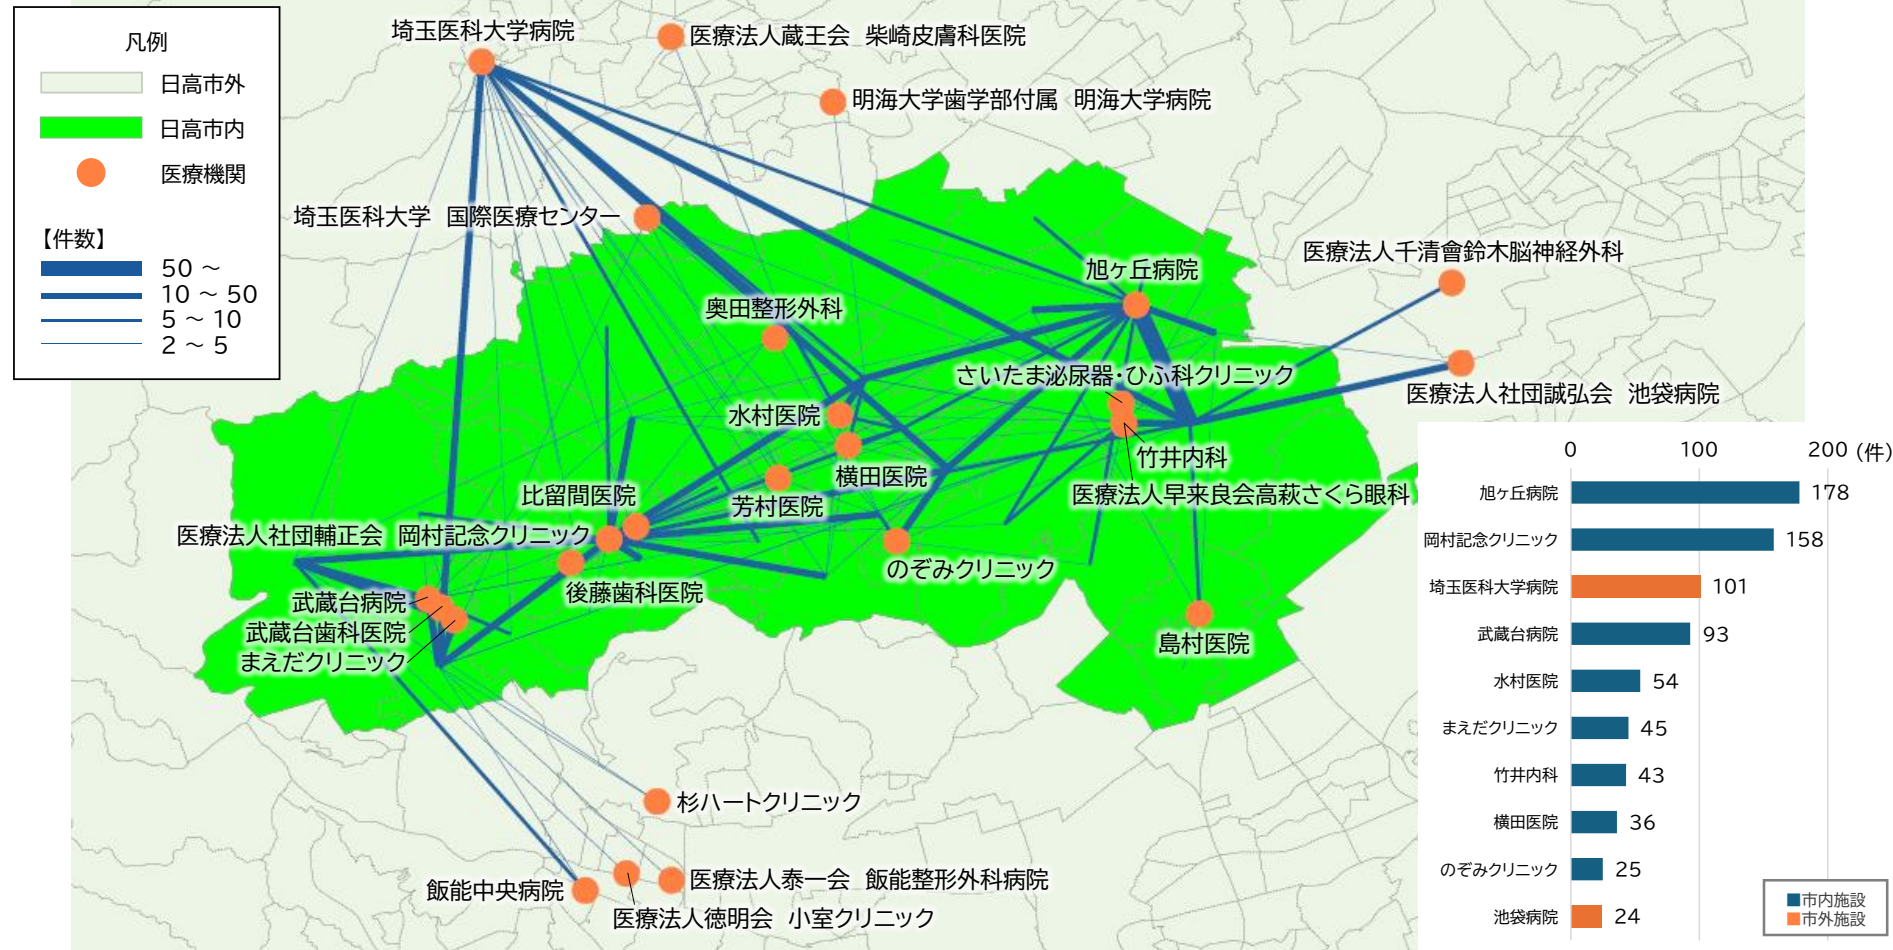 凡例
日高市外
日高市内
医療機関
【件数】
50 ～
10 ～ 50
5 ～ 10
2 ～ 5
埼玉医科大学病院
医療法人蔵王会　柴崎皮膚科医院
明海大学歯学部付属　明海大学病院
埼玉医科大学　国際医療センター
医療法人千清會鈴木脳神経外科
旭ヶ丘病院
奥田整形外科
さいたま泌尿器・ひふ科クリニック
医療法人社団誠弘会　池袋病院
水村医院
竹井内科
横田医院
医療法人早来良会高萩さくら眼科
比留間医院
芳村医院
医療法人社団輔正会　岡村記念クリニック
のぞみクリニック
後藤歯科医院
武蔵台病院
武蔵台歯科医院
まえだクリニック
島村医院
杉ハートクリニック
飯能中央病院
医療法人泰一会　飯能整形外科病院
医療法人徳明会　小室クリニック
0 100 200 (件)
旭ヶ丘病院 178
岡村記念クリニック 158
埼玉医科大学病院 101
武蔵台病院 93
水村医院 54
まえだクリニック 45
竹井内科 43
横田医院 36
のぞみクリニック 25
池袋病院 24
市内施設
市外施設